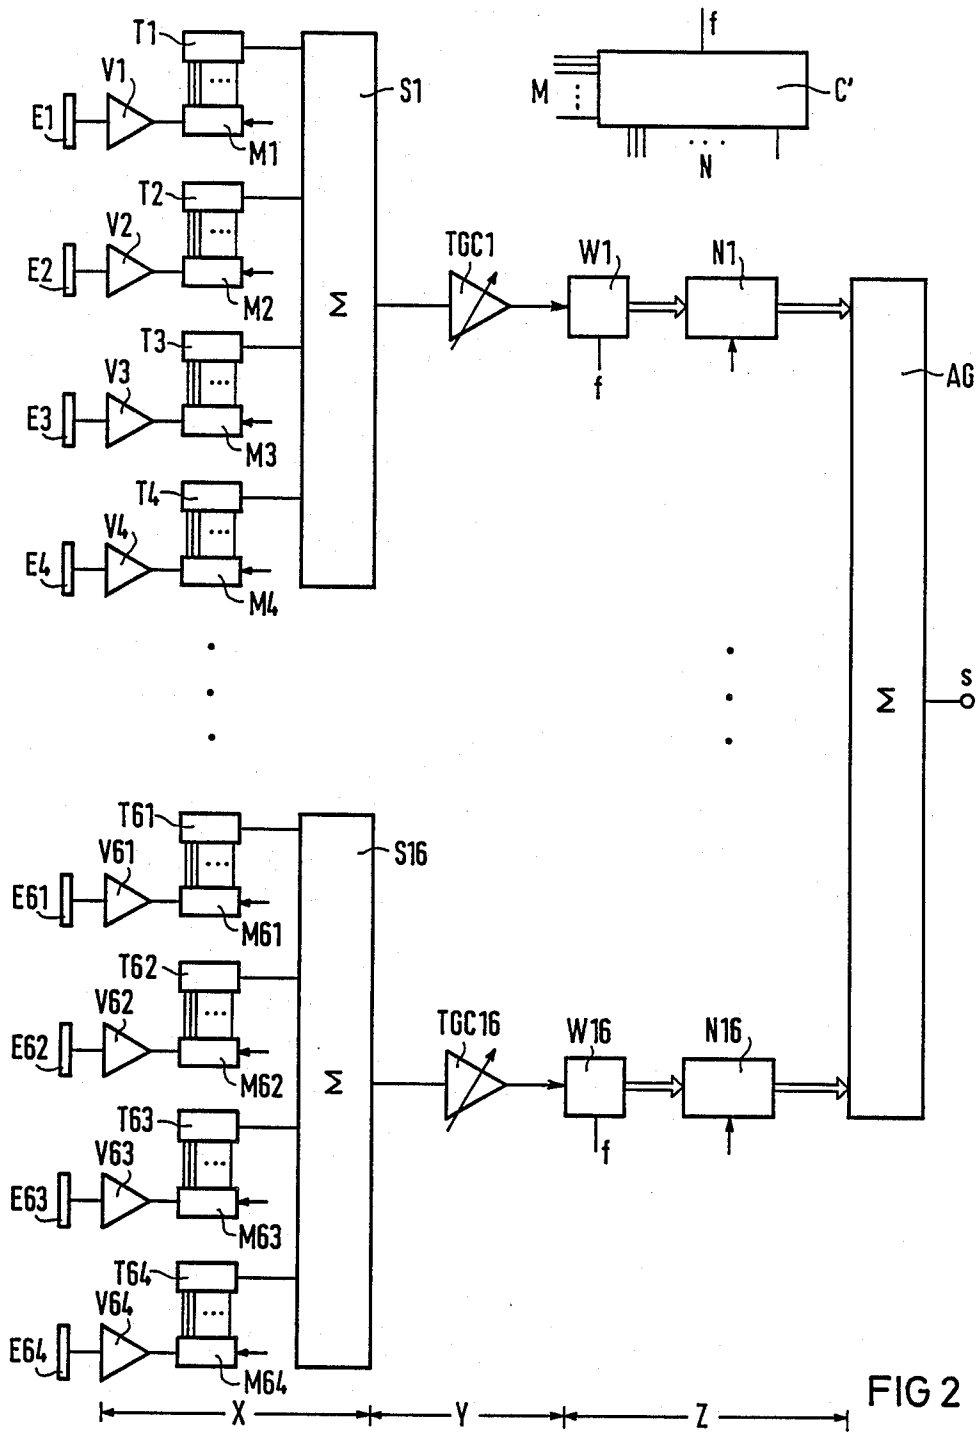 T1
V1
E1
M1
S1
f
M
C'
N
T2
V2
E2
M2
Σ
TGC1
W1
N1
f
AG
T3
V3
E3
M3
T4
V4
E4
M4
Σ
s
T61
V61
E61
M61
S16
T62
V62
E62
M62
Σ
TGC16
W16
N16
f
T63
V63
E63
M63
T64
V64
E64
M64
X
Y
Z
FIG 2